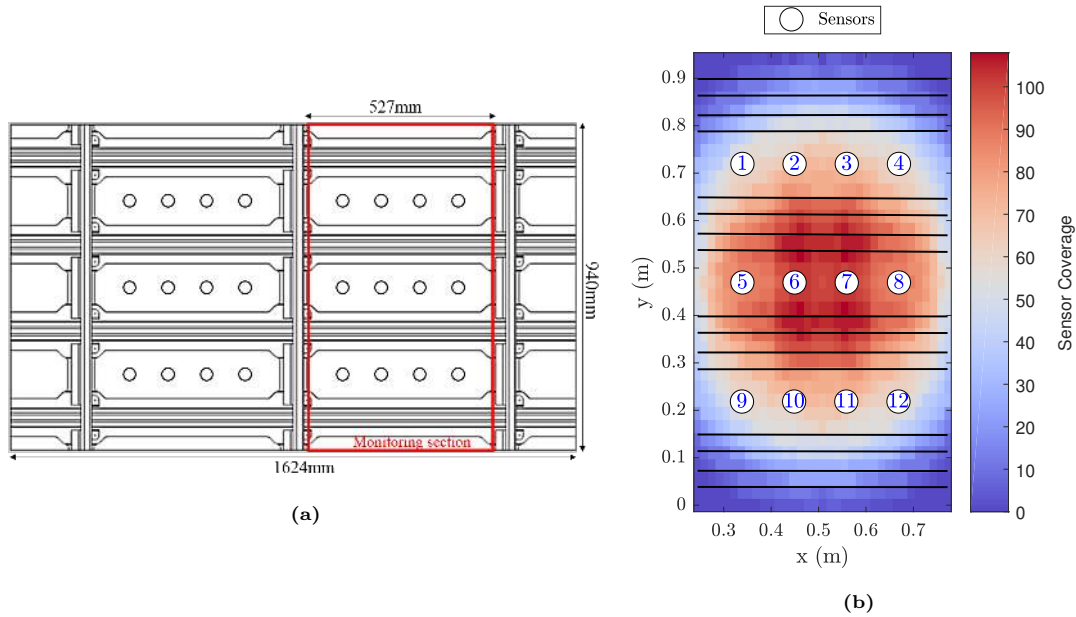 527mm
940mm
Monitoring section
1624mm
(a)
Sensors
0.9
0.8
0.7
0.6
0.5
0.4
0.3
0.2
0.1
0
y (m)
1 2 3 4
5 6 7 8
9 10 11 12
0.3 0.4 0.5 0.6 0.7
x (m)
100
90
80
70
60
50
40
30
20
10
0
Sensor Coverage
(b)